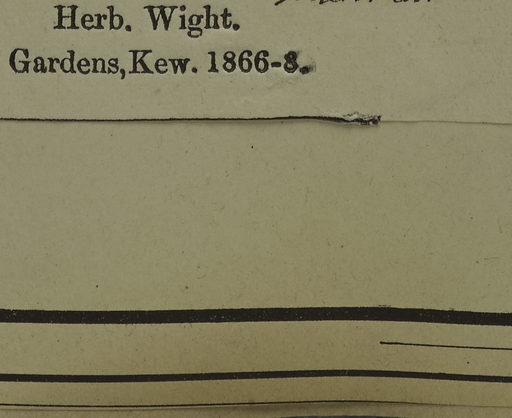 Herb. Wight.
Gardens, Kew. 1866-8.